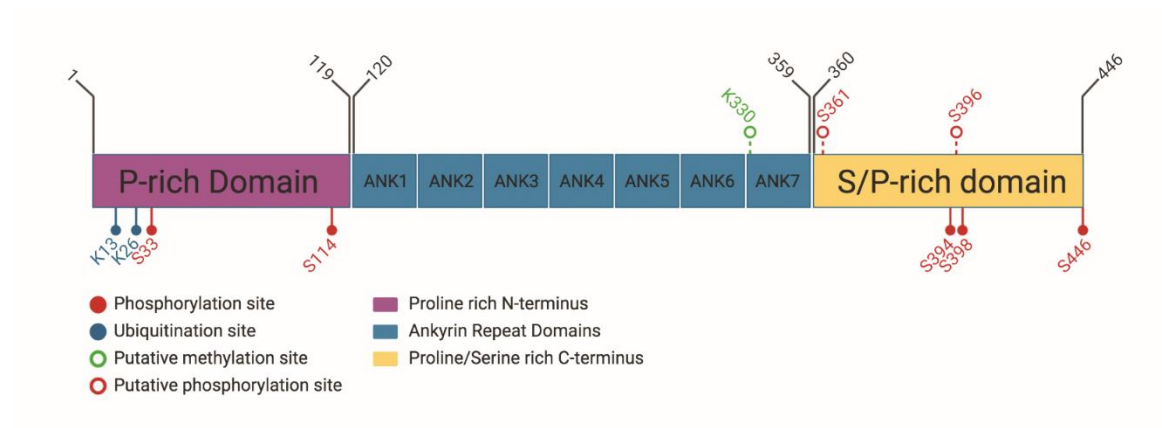 1
119
120
359
360
446
K330
S361
S396
P-rich Domain
ANK1
ANK2
ANK3
ANK4
ANK5
ANK6
ANK7
S/P-rich domain
K13
K26
S33
S114
S394
S398
S446
Phosphorylation site
Proline rich N-terminus
Ubiquitination site
Ankyrin Repeat Domains
Putative methylation site
Proline/Serine rich C-terminus
Putative phosphorylation site